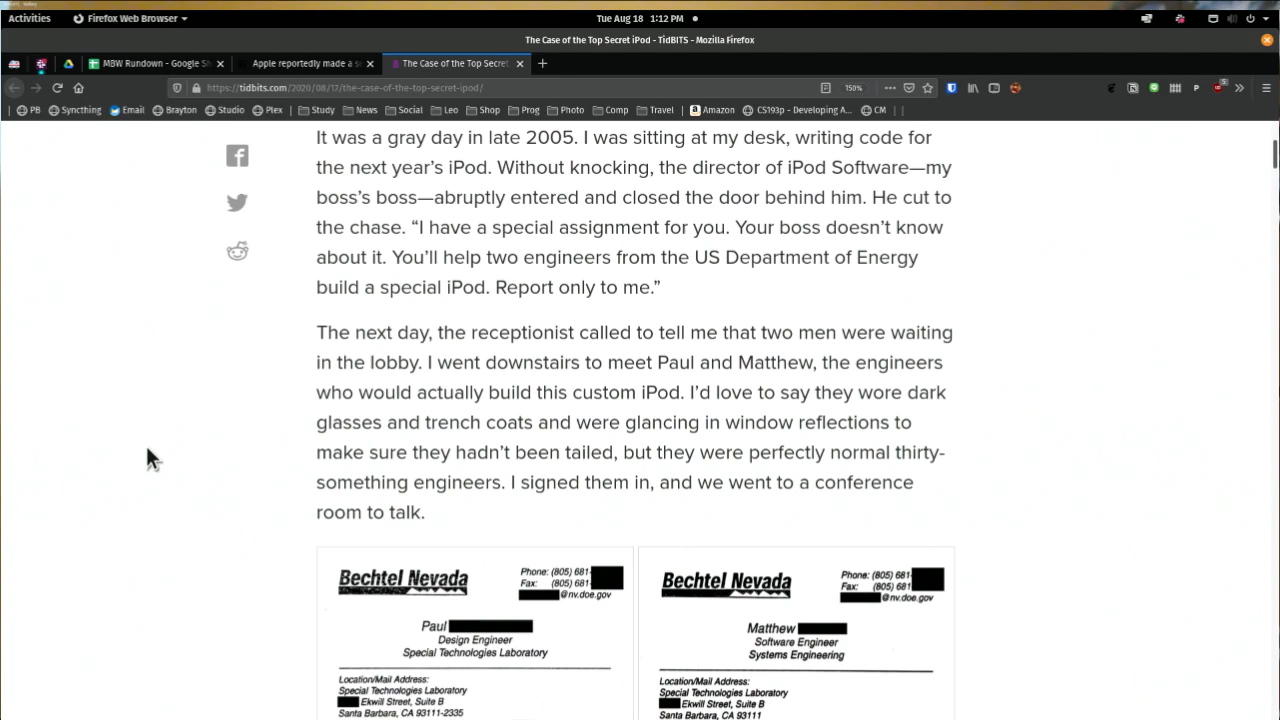 Activities
Firefox Web Browser
Tue Aug 18 1:12 PM
The Case of the Top Secret iPod - TidBITS - Mozilla Firefox
MBW Rundown - Google Sh
Apple reportedly made a s
The Case of the Top Secret
https://tidbits.com/2020/08/17/the-case-of-the-top-secret-ipod/
150%
5
PB Syncthing Email Brayton Studio Plex Study News Social Leo Shop Prog Photo Comp Travel Amazon CS193p - Developing A... CM
It was a gray day in late 2005. I was sitting at my desk, writing code for
the next year's iPod. Without knocking, the director of iPod Software—my
boss's boss—abruptly entered and closed the door behind him. He cut to
the chase. “I have a special assignment for you. Your boss doesn't know
about it. You'll help two engineers from the US Department of Energy
build a special iPod. Report only to me.”
The next day, the receptionist called to tell me that two men were waiting
in the lobby. I went downstairs to meet Paul and Matthew, the engineers
who would actually build this custom iPod. I'd love to say they wore dark
glasses and trench coats and were glancing in window reflections to
make sure they hadn't been tailed, but they were perfectly normal thirty-
something engineers. I signed them in, and we went to a conference
room to talk.
Bechtel Nevada
Phone: (805) 681-
Fax: (805) 681-
@nv.doe.gov
Paul
Design Engineer
Special Technologies Laboratory
Location/Mail Address:
Special Technologies Laboratory
Ekwill Street, Suite B
Santa Barbara, CA 93111-2335
Bechtel Nevada
Phone: (805) 681-
Fax: (805) 681-
@nv.doe.gov
Matthew
Software Engineer
Systems Engineering
Location/Mail Address:
Special Technologies Laboratory
Ekwill Street, Suite B
Santa Barbara, CA 93111